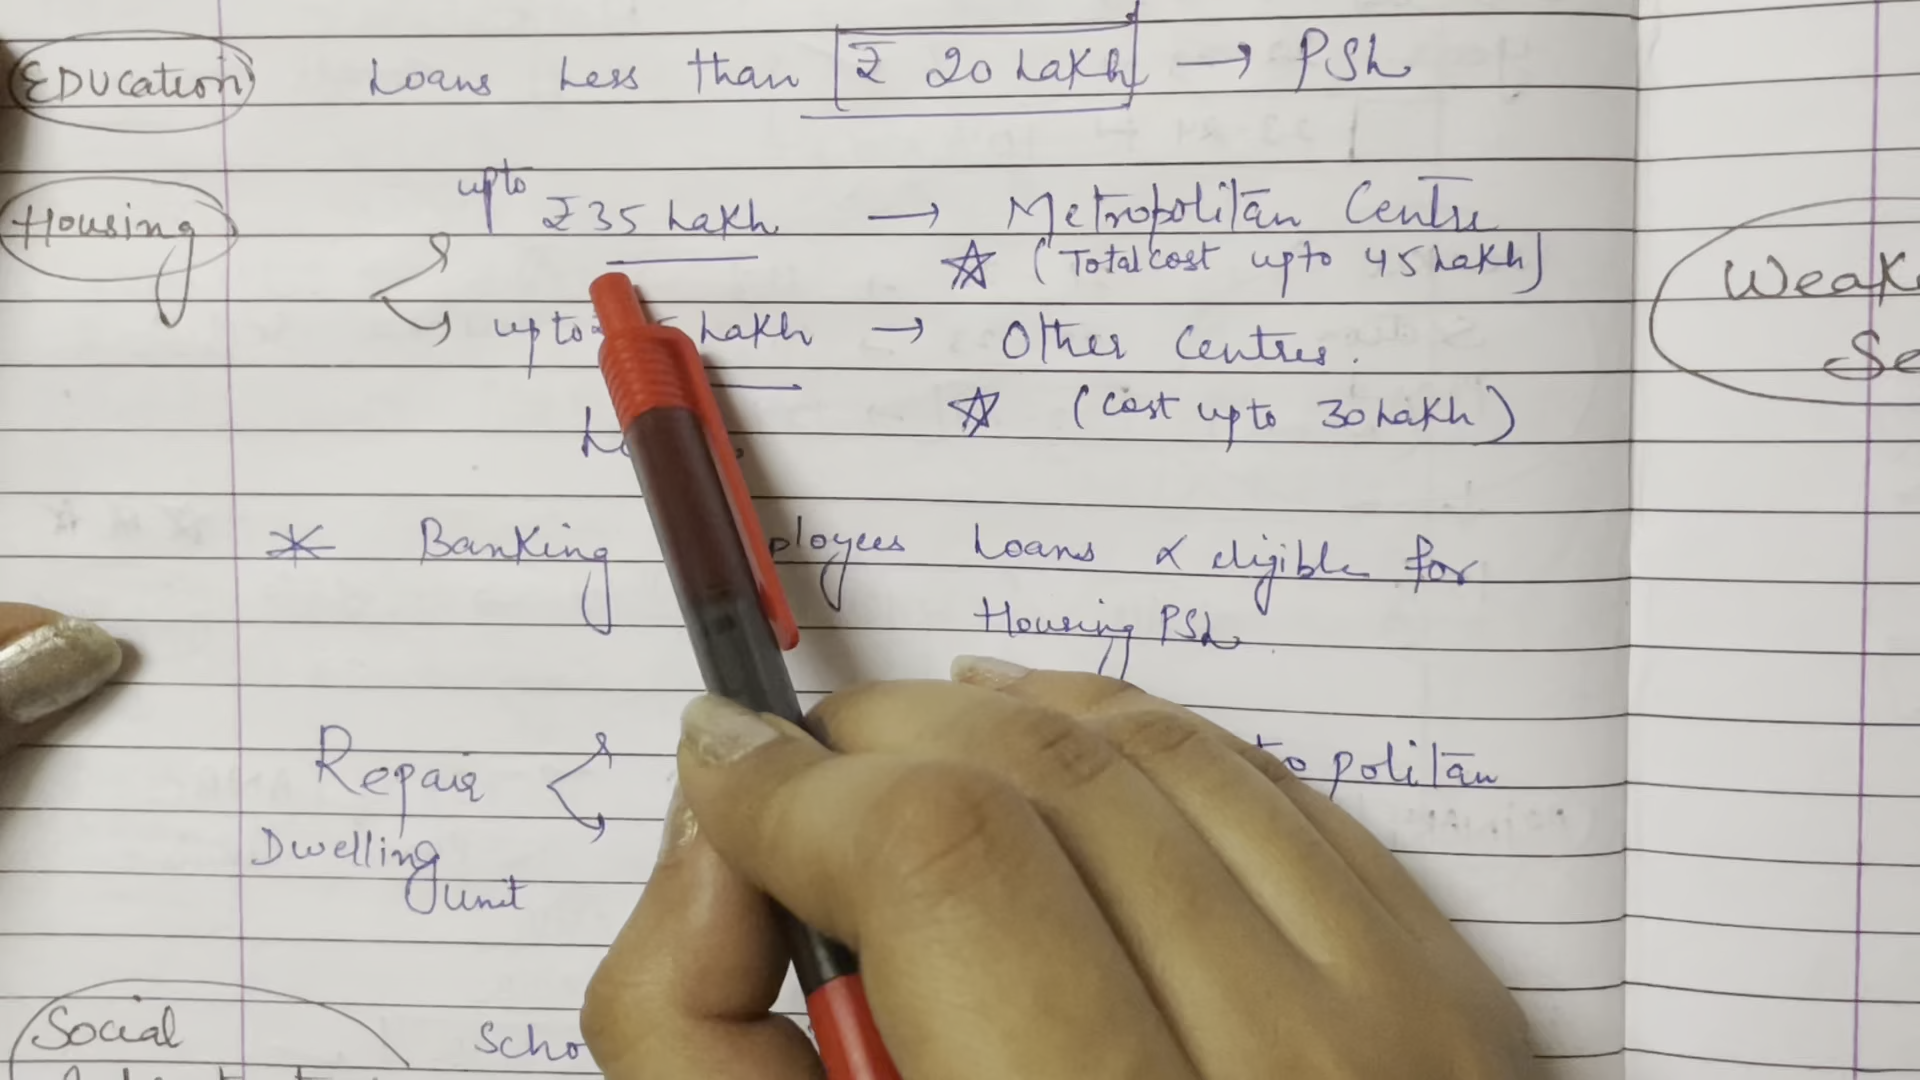 EDUCATION Loans Less than ₹ 20 Lakh → PSL
Housing upto ₹35 Lakh → Metropolitan Centre
☆ (Total cost upto 45 Lakh)
upto Lakh → Other Centres.
☆ (Cost upto 30 Lakh)
* Banking ployees Loans ∝ eligible for
Housing PSL
Repair politan
Dwelling
unit
Social Scho
Weak
Se